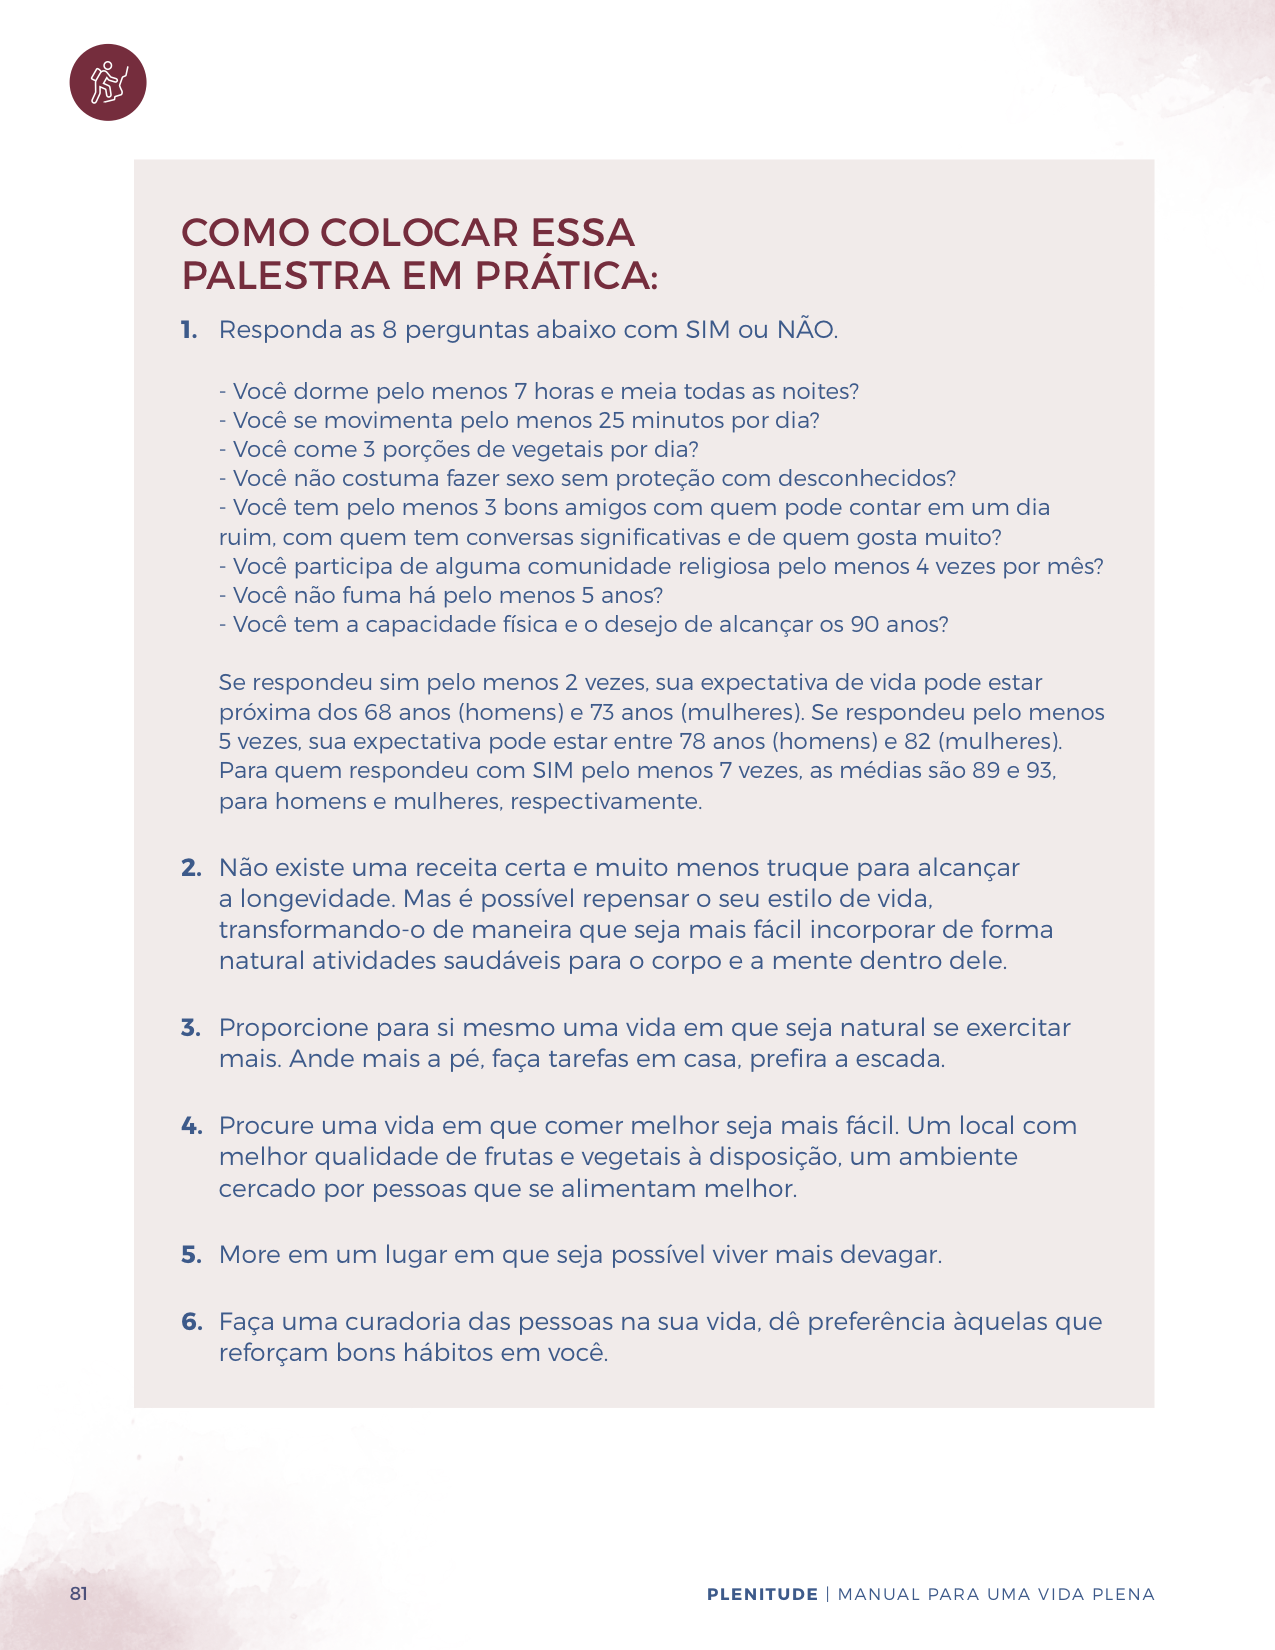 COMO COLOCAR ESSA
PALESTRA EM PRÁTICA:
1. Responda as 8 perguntas abaixo com SIM ou NÃO.
- Você dorme pelo menos 7 horas e meia todas as noites?
- Você se movimenta pelo menos 25 minutos por dia?
- Você come 3 porções de vegetais por dia?
- Você não costuma fazer sexo sem proteção com desconhecidos?
- Você tem pelo menos 3 bons amigos com quem pode contar em um dia
ruim, com quem tem conversas significativas e de quem gosta muito?
- Você participa de alguma comunidade religiosa pelo menos 4 vezes por mês?
- Você não fuma há pelo menos 5 anos?
- Você tem a capacidade física e o desejo de alcançar os 90 anos?
Se respondeu sim pelo menos 2 vezes, sua expectativa de vida pode estar
próxima dos 68 anos (homens) e 73 anos (mulheres). Se respondeu pelo menos
5 vezes, sua expectativa pode estar entre 78 anos (homens) e 82 (mulheres).
Para quem respondeu com SIM pelo menos 7 vezes, as médias são 89 e 93,
para homens e mulheres, respectivamente.
2. Não existe uma receita certa e muito menos truque para alcançar
a longevidade. Mas é possível repensar o seu estilo de vida,
transformando-o de maneira que seja mais fácil incorporar de forma
natural atividades saudáveis para o corpo e a mente dentro dele.
3. Proporcione para si mesmo uma vida em que seja natural se exercitar
mais. Ande mais a pé, faça tarefas em casa, prefira a escada.
4. Procure uma vida em que comer melhor seja mais fácil. Um local com
melhor qualidade de frutas e vegetais à disposição, um ambiente
cercado por pessoas que se alimentam melhor.
5. More em um lugar em que seja possível viver mais devagar.
6. Faça uma curadoria das pessoas na sua vida, dê preferência àquelas que
reforçam bons hábitos em você.
81
PLENITUDE | MANUAL PARA UMA VIDA PLENA